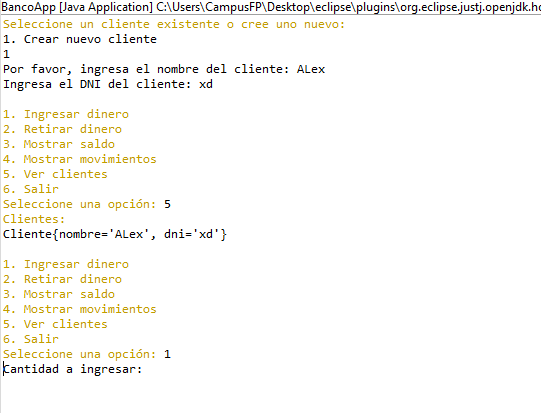 BancoApp [Java Application] C:\Users\CampusFP\Desktop\eclipse\plugins\org.eclipse.justj.openjdk.ho
Seleccione un cliente existente o cree uno nuevo:
1. Crear nuevo cliente
1
Por favor, ingresa el nombre del cliente: ALex
Ingresa el DNI del cliente: xd
1. Ingresar dinero
2. Retirar dinero
3. Mostrar saldo
4. Mostrar movimientos
5. Ver clientes
6. Salir
Seleccione una opción: 5
Clientes:
Cliente{nombre='ALex', dni='xd'}
1. Ingresar dinero
2. Retirar dinero
3. Mostrar saldo
4. Mostrar movimientos
5. Ver clientes
6. Salir
Seleccione una opción: 1
Cantidad a ingresar: